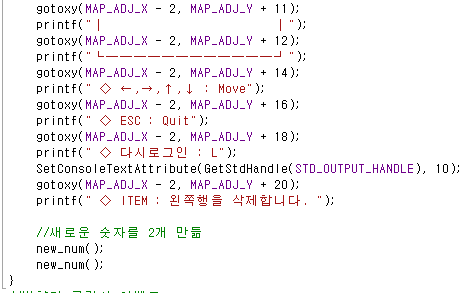 gotoxy(MAP_ADJ_X - 2, MAP_ADJ_Y + 11);
printf("│                  │");
gotoxy(MAP_ADJ_X - 2, MAP_ADJ_Y + 12);
printf("└─────────┘");
gotoxy(MAP_ADJ_X - 2, MAP_ADJ_Y + 14);
printf(" ◇ ←,→,↑,↓ : Move");
gotoxy(MAP_ADJ_X - 2, MAP_ADJ_Y + 16);
printf(" ◇ ESC : Quit");
gotoxy(MAP_ADJ_X - 2, MAP_ADJ_Y + 18);
printf(" ◇ 다시로그인 : L");
SetConsoleTextAttribute(GetStdHandle(STD_OUTPUT_HANDLE), 10);
gotoxy(MAP_ADJ_X - 2, MAP_ADJ_Y + 20);
printf(" ◇ ITEM : 왼쪽행을 삭제합니다. ");
//새로운 숫자를 2개 만듦
new_num();
new_num();
}